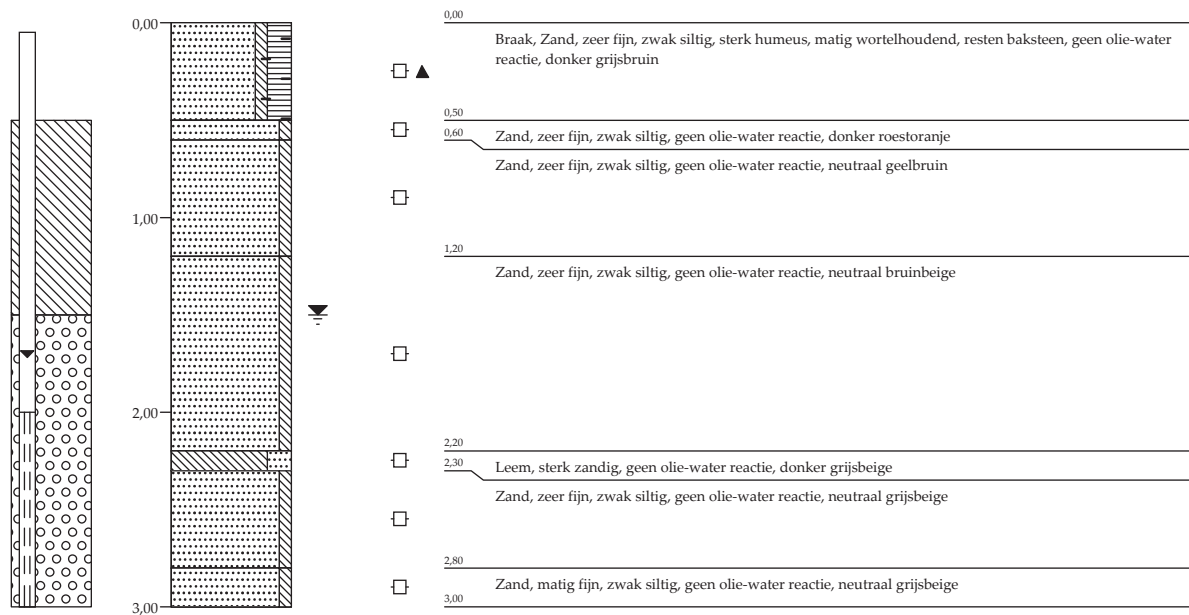 0,00
1,00
2,00
3,00
0,00
Braak, Zand, zeer fijn, zwak siltig, sterk humeus, matig wortelhoudend, resten baksteen, geen olie-water
reactie, donker grijsbruin
0,50
Zand, zeer fijn, zwak siltig, geen olie-water reactie, donker roestoranje
0,60
Zand, zeer fijn, zwak siltig, geen olie-water reactie, neutraal geelbruin
1,20
Zand, zeer fijn, zwak siltig, geen olie-water reactie, neutraal bruinbeige
2,20
Leem, sterk zandig, geen olie-water reactie, donker grijsbeige
2,30
Zand, zeer fijn, zwak siltig, geen olie-water reactie, neutraal grijsbeige
2,80
Zand, matig fijn, zwak siltig, geen olie-water reactie, neutraal grijsbeige
3,00